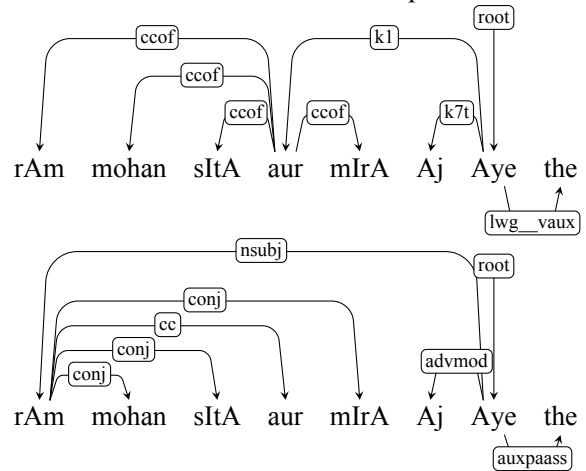 root
ccof k1
ccof
ccof ccof k7t
rAm mohan sItA aur mIrA Aj Aye the
lwg__vaux
nsubj
root
conj
cc
conj advmod
conj
rAm mohan sItA aur mIrA Aj Aye the
auxpaass